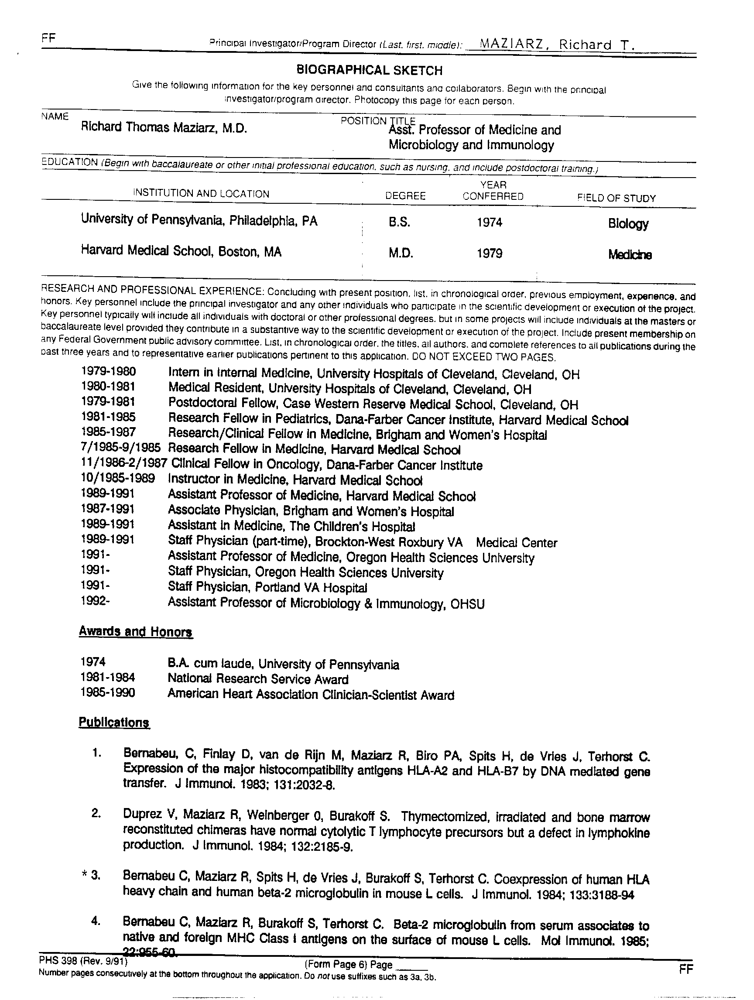 FF
Principal Investigator/Program Director (Last, first, middle): MAZIARZ, Richard T.
BIOGRAPHICAL SKETCH
Give the following information for the key personnel and consultants and collaborators. Begin with the principal
investigator/program director. Photocopy this page for each person.
NAME
POSITION TITLE
Richard Thomas Maziarz, M.D.
Asst. Professor of Medicine and
Microbiology and Immunology
EDUCATION (Begin with baccalaureate or other initial professional education, such as nursing, and include postdoctoral training.)
INSTITUTION AND LOCATION DEGREE YEAR CONFERRED FIELD OF STUDY
University of Pennsylvania, Philadelphia, PA B.S. 1974 Biology
Harvard Medical School, Boston, MA M.D. 1979 Medicine
RESEARCH AND PROFESSIONAL EXPERIENCE: Concluding with present position, list, in chronological order, previous employment, experience, and
honors. Key personnel include the principal investigator and any other individuals who participate in the scientific development or execution of the project.
Key personnel typically will include all individuals with doctoral or other professional degrees, but in some projects will include individuals at the masters or
baccalaureate level provided they contribute in a substantive way to the scientific development or execution of the project. Include present membership on
any Federal Government public advisory committee. List, in chronological order, the titles, all authors, and complete references to all publications during the
past three years and to representative earlier publications pertinent to this application. DO NOT EXCEED TWO PAGES.
1979-1980 Intern in Internal Medicine, University Hospitals of Cleveland, Cleveland, OH
1980-1981 Medical Resident, University Hospitals of Cleveland, Cleveland, OH
1979-1981 Postdoctoral Fellow, Case Western Reserve Medical School, Cleveland, OH
1981-1985 Research Fellow in Pediatrics, Dana-Farber Cancer Institute, Harvard Medical School
1985-1987 Research/Clinical Fellow in Medicine, Brigham and Women's Hospital
7/1985-9/1985 Research Fellow in Medicine, Harvard Medical School
11/1986-2/1987 Clinical Fellow in Oncology, Dana-Farber Cancer Institute
10/1985-1989 Instructor in Medicine, Harvard Medical School
1989-1991 Assistant Professor of Medicine, Harvard Medical School
1987-1991 Associate Physician, Brigham and Women's Hospital
1989-1991 Assistant in Medicine, The Children's Hospital
1989-1991 Staff Physician (part-time), Brockton-West Roxbury VA Medical Center
1991- Assistant Professor of Medicine, Oregon Health Sciences University
1991- Staff Physician, Oregon Health Sciences University
1991- Staff Physician, Portland VA Hospital
1992- Assistant Professor of Microbiology & Immunology, OHSU
Awards and Honors
1974 B.A. cum laude, University of Pennsylvania
1981-1984 National Research Service Award
1985-1990 American Heart Association Clinician-Scientist Award
Publications
1. Bernabeu, C, Finlay D, van de Rijn M, Maziarz R, Biro PA, Spits H, de Vries J, Terhorst C.
Expression of the major histocompatibility antigens HLA-A2 and HLA-B7 by DNA mediated gene
transfer. J Immunol. 1983; 131:2032-8.
2. Duprez V, Maziarz R, Weinberger 0, Burakoff S. Thymectomized, irradiated and bone marrow
reconstituted chimeras have normal cytolytic T lymphocyte precursors but a defect in lymphokine
production. J Immunol. 1984; 132:2185-9.
* 3. Bernabeu C, Maziarz R, Spits H, de Vries J, Burakoff S, Terhorst C. Coexpression of human HLA
heavy chain and human beta-2 microglobulin in mouse L cells. J Immunol. 1984; 133:3188-94
4. Bernabeu C, Maziarz R, Burakoff S, Terhorst C. Beta-2 microglobulin from serum associates to
native and foreign MHC Class I antigens on the surface of mouse L cells. Mol Immunol. 1985;
22:955-60.
PHS 398 (Rev. 9/91) (Form Page 6) Page FF
Number pages consecutively at the bottom throughout the application. Do not use suffixes such as 3a, 3b.